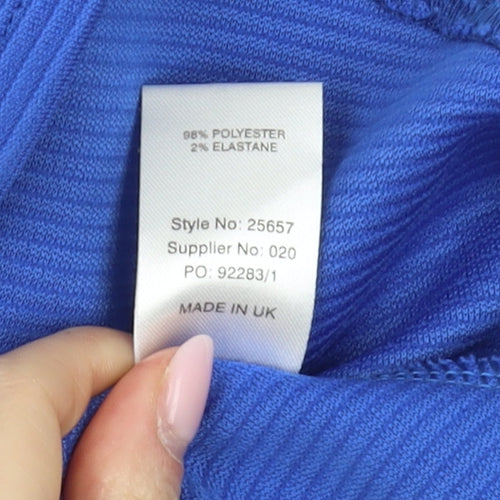 98% POLYESTER
2% ELASTANE
Style No: 25657
Supplier No: 020
PO: 92283/1
MADE IN UK